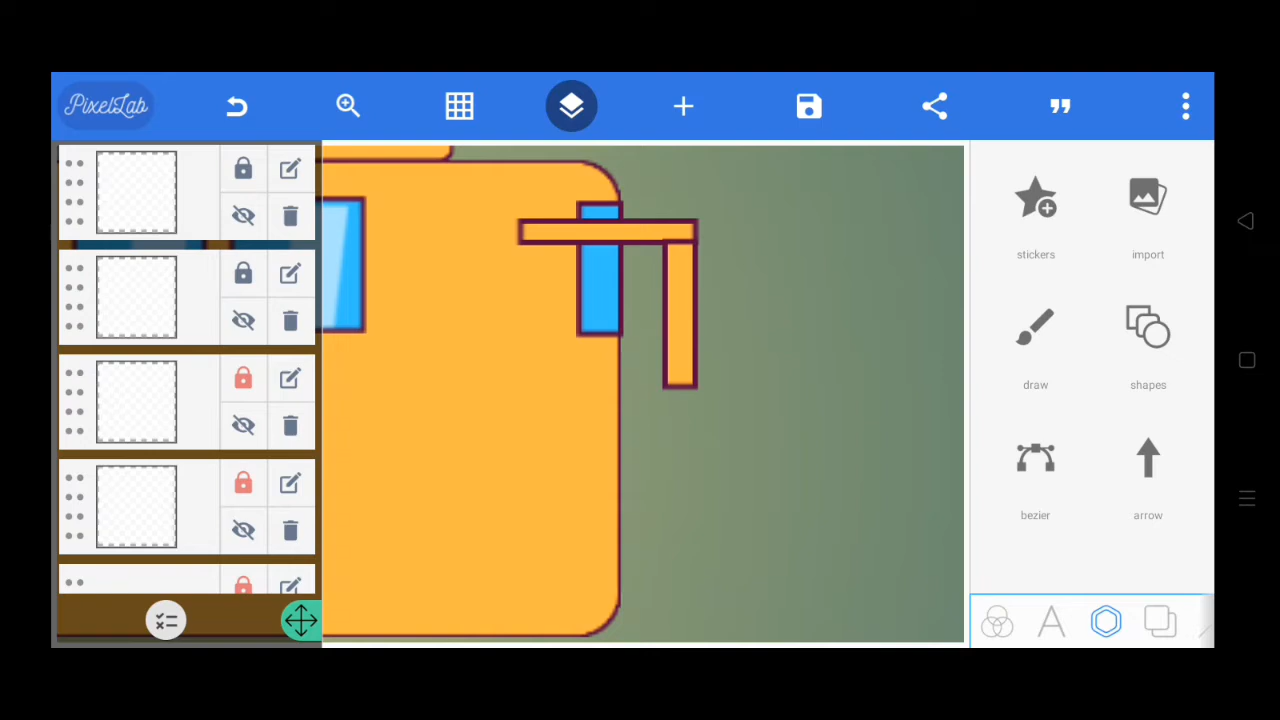 PixelLab
stickers
import
draw
shapes
bezier
arrow